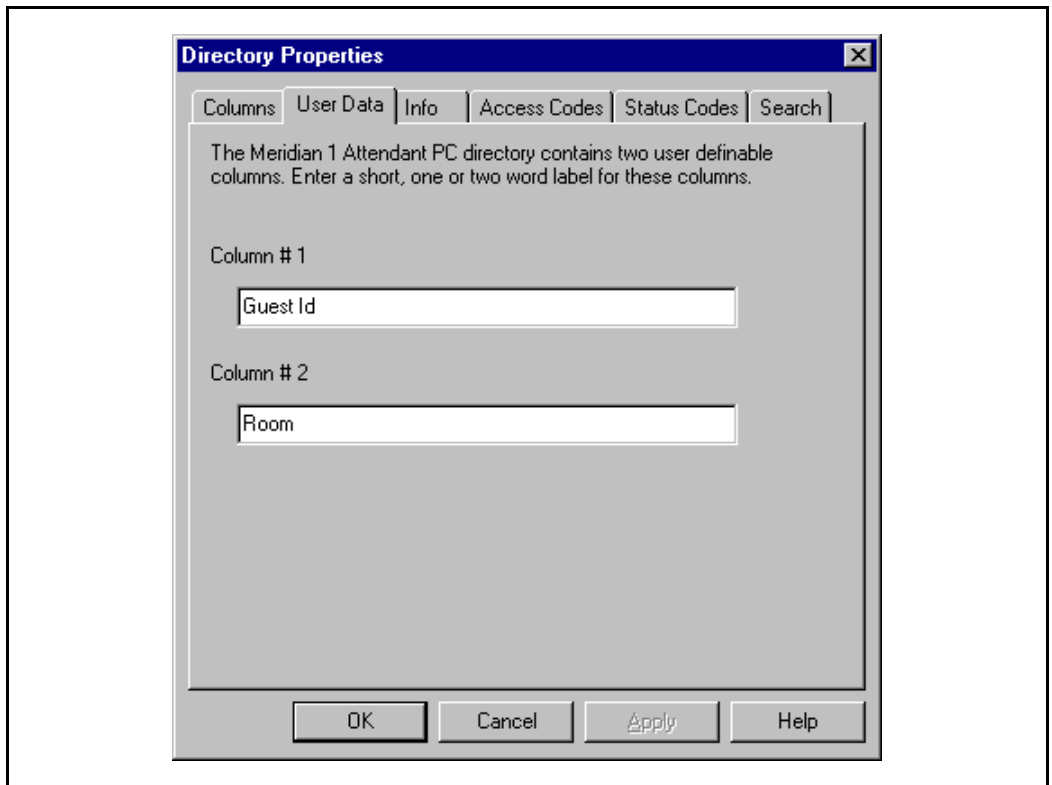 Directory Properties
Columns User Data Info Access Codes Status Codes Search
The Meridian 1 Attendant PC directory contains two user definable
columns. Enter a short, one or two word label for these columns.
Column # 1
Guest Id
Column # 2
Room
OK Cancel Apply Help